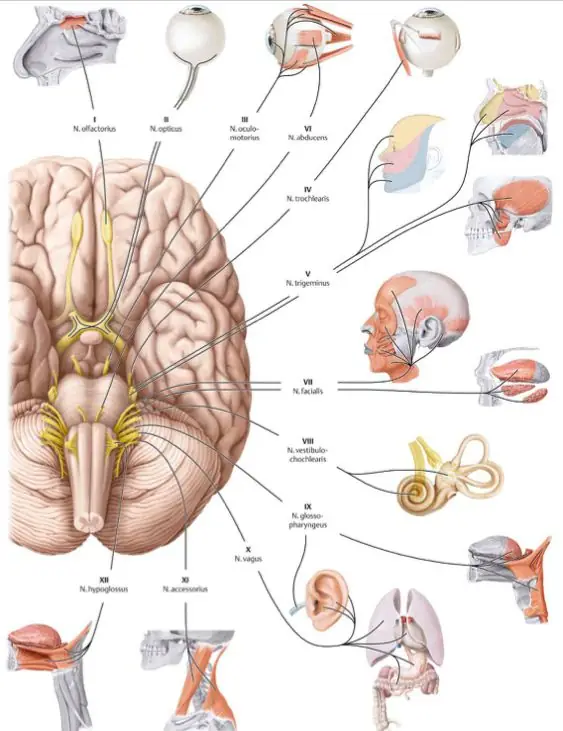 I
N. olfactorius
II
N. opticus
III
N. oculo-
motorius
VI
N. abducens
IV
N. trochlearis
V
N. trigeminus
VII
N. facialis
VIII
N. vestibulo-
chochlearis
IX
N. glosso-
pharyngeus
X
N. vagus
XII
N. hypoglossus
XI
N. accessorius